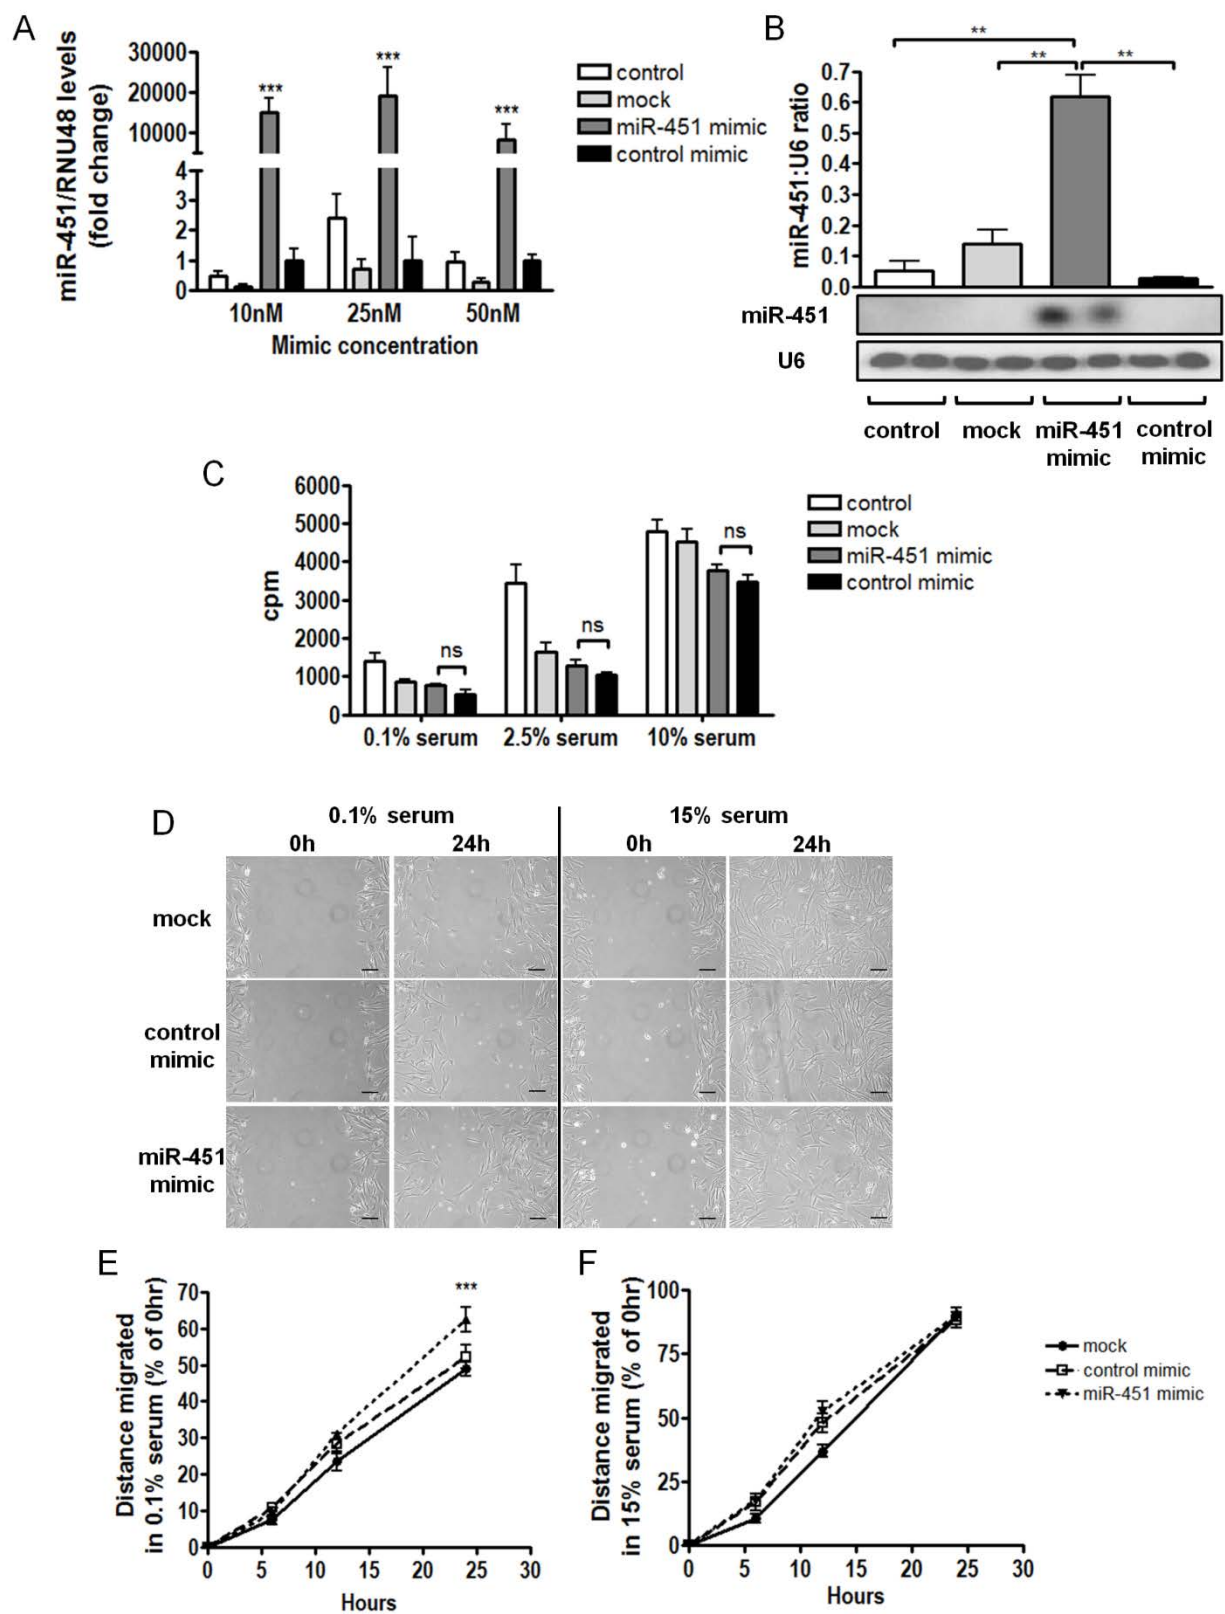 A
miR-451/RNU48 levels
(fold change)
30000
20000
10000
4
3
2
1
0
***
***
***
10nM
25nM
50nM
Mimic concentration
control
mock
miR-451 mimic
control mimic
B
**
**
**
miR-451:U6 ratio
0.7
0.6
0.5
0.4
0.3
0.2
0.1
0.0
miR-451
U6
control
mock
miR-451
mimic
control
mimic
C
cpm
6000
5000
4000
3000
2000
1000
0
ns
ns
ns
0.1% serum
2.5% serum
10% serum
control
mock
miR-451 mimic
control mimic
D
0.1% serum
15% serum
0h
24h
0h
24h
mock
control
mimic
miR-451
mimic
E
Distance migrated
in 0.1% serum (% of 0hr)
70
60
50
40
30
20
10
0
***
0
5
10
15
20
25
30
Hours
F
Distance migrated
in 15% serum (% of 0hr)
100
75
50
25
0
0
5
10
15
20
25
30
Hours
mock
control mimic
miR-451 mimic